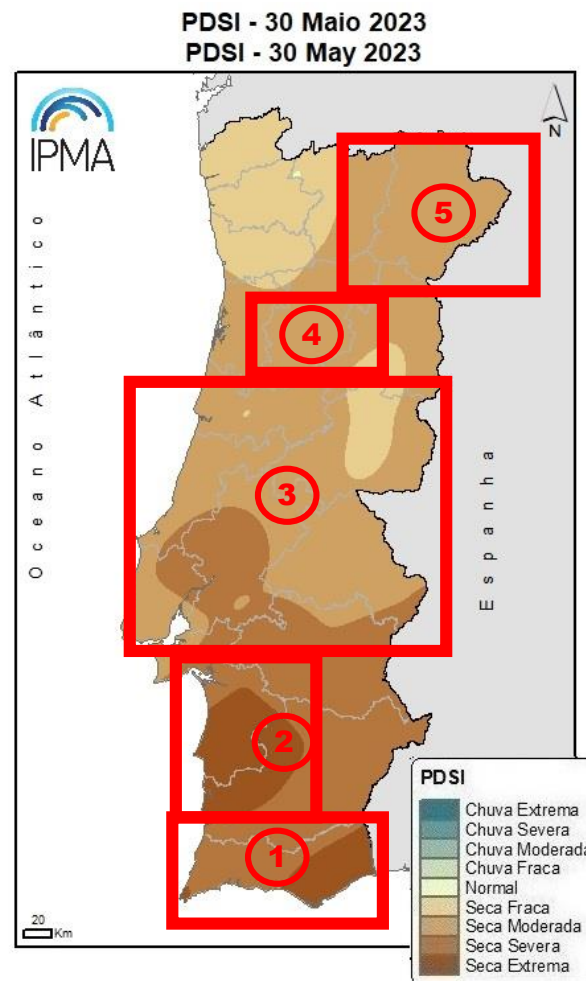 PDSI - 30 Maio 2023
PDSI - 30 May 2023
IPMA
N
Oceano Atlântico
5
4
3
Espanha
2
1
PDSI
Chuva Extrema
Chuva Severa
Chuva Moderada
Chuva Fraca
Normal
Seca Fraca
Seca Moderada
Seca Severa
Seca Extrema
20
Km